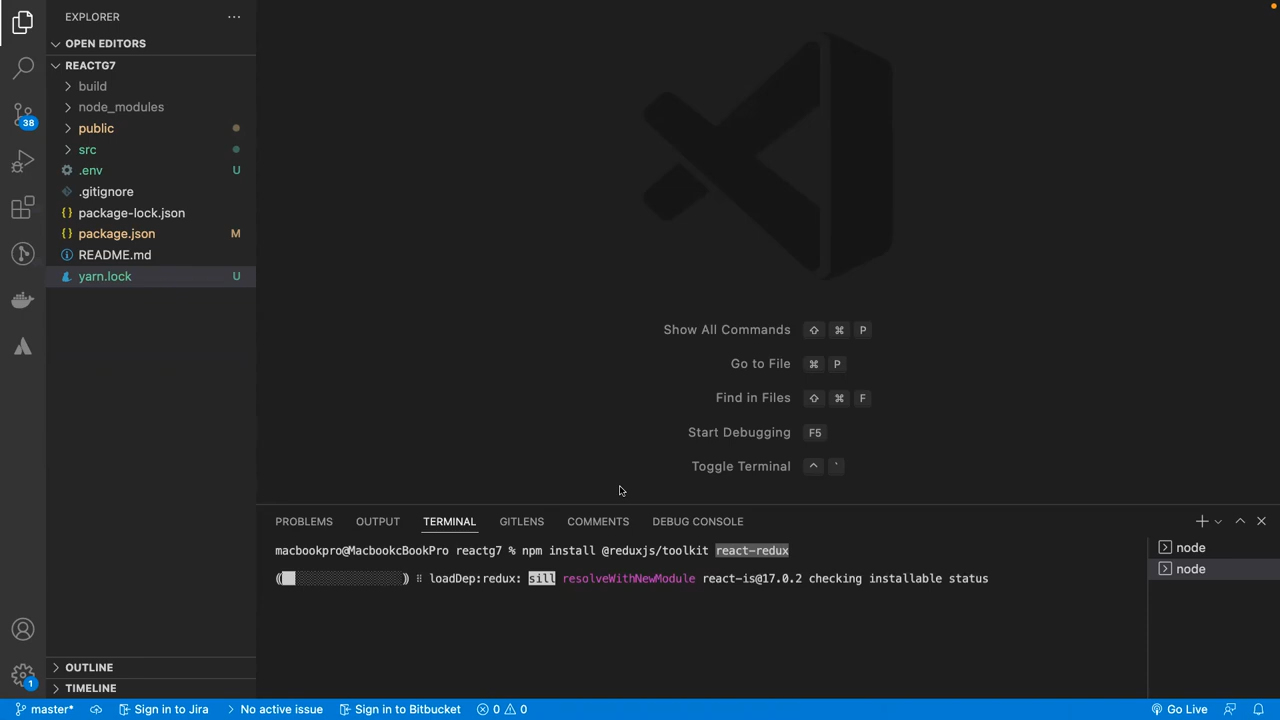 EXPLORER
OPEN EDITORS
REACTG7
build
node_modules
public
src
.env U
.gitignore
package-lock.json
package.json M
README.md
yarn.lock U
38
Show All Commands ⇧ ⌘ P
Go to File ⌘ P
Find in Files ⇧ ⌘ F
Start Debugging F5
Toggle Terminal ^ `
PROBLEMS OUTPUT TERMINAL GITLENS COMMENTS DEBUG CONSOLE
macbookpro@MacbookcBookPro reactg7 % npm install @reduxjs/toolkit react-redux
loadDep:redux: sill resolveWithNewModule react-is@17.0.2 checking installable status
node
node
OUTLINE
TIMELINE
1
master* Sign in to Jira No active issue Sign in to Bitbucket 0 0 Go Live